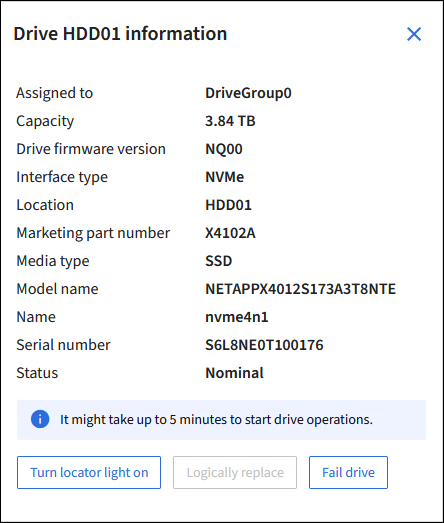 Drive HDD01 information
Assigned to DriveGroup0
Capacity 3.84 TB
Drive firmware version NQ00
Interface type NVMe
Location HDD01
Marketing part number X4102A
Media type SSD
Model name NETAPPX4012S173A3T8NTE
Name nvme4n1
Serial number S6L8NE0T100176
Status Nominal
It might take up to 5 minutes to start drive operations.
Turn locator light on Logically replace Fail drive